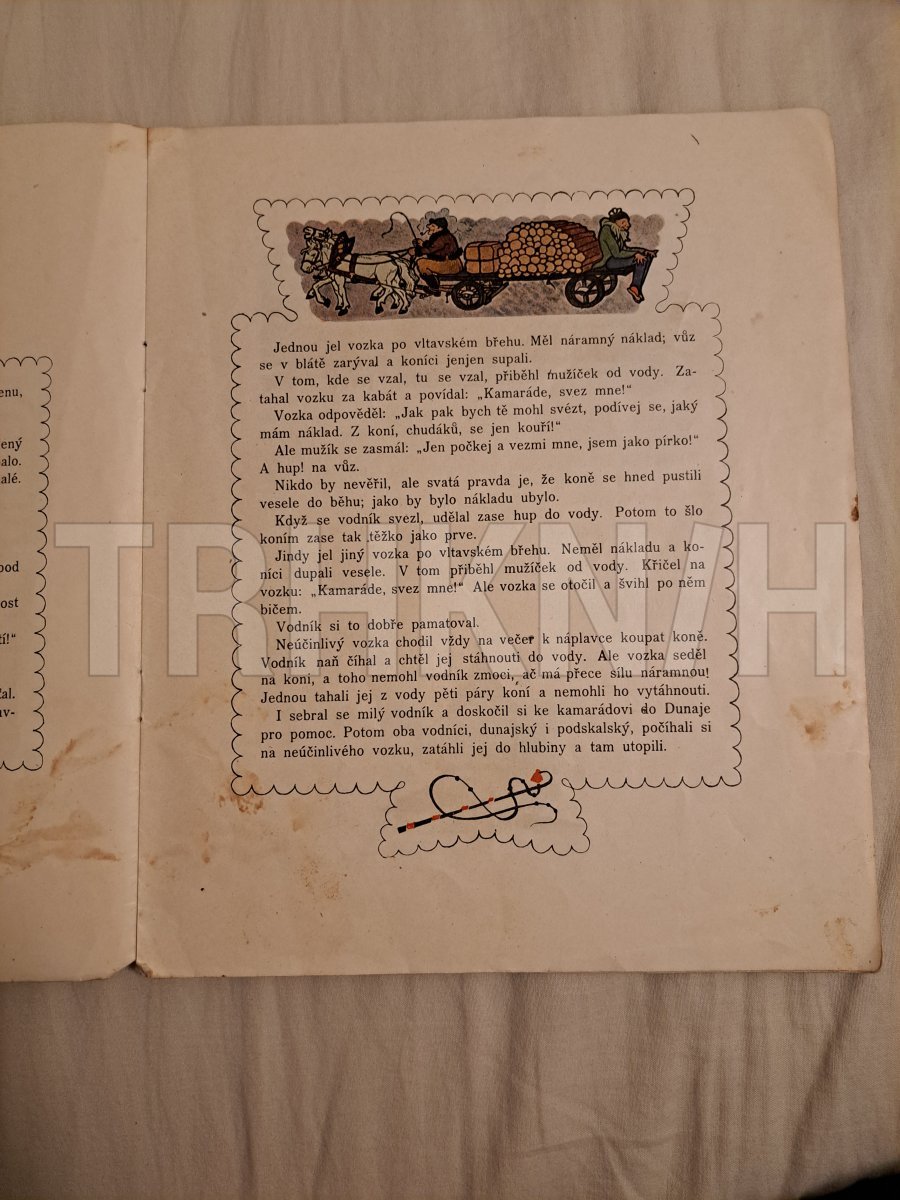 enu,
ený
alo.
alé.
pod
ost
tí!"
ďal.
ıv-
Jednou jel vozka po vltavském břehu. Měl náramný náklad; vůz
se v blátě zarýval a koníci jenjen supali.
V tom, kde se vzal, tu se vzal, přiběhl mužíček od vody. Za-
tahal vozku za kabát a povídal: „Kamaráde, svez mne!“
Vozka odpověděl: „Jak pak bych tě mohl svézt, podívej se, jaký
mám náklad. Z koní, chudáků, se jen kouří!“
Ale mužík se zasmál: „Jen počkej a vezmi mne, jsem jako pírko!“
A hup! na vůz.
Nikdo by nevěřil, ale svatá pravda je, že koně se hned pustili
vesele do běhu; jako by bylo nákladu ubylo.
Když se vodník svezl, udělal zase hup do vody. Potom to šlo
koním zase tak těžko jako prve.
Jindy jel jiný vozka po vltavském břehu. Neměl nákladu a ko-
níci dupali vesele. V tom přiběhl mužíček od vody. Křičel na
vozku: „Kamaráde, svez mne!“ Ale vozka se otočil a švihl po něm
bičem.
Vodník si to dobře pamatoval.
Neúčinlivý vozka chodil vždy na večer k náplavce koupat koně.
Vodník naň číhal a chtěl jej stáhnouti do vody. Ale vozka seděl
na koni, a toho nemohl vodník zmoci, ač má přece sílu náramnou!
Jednou tahali jej z vody pěti páry koní a nemohli ho vytáhnouti.
I sebral se milý vodník a doskočil si ke kamarádovi do Dunaje
pro pomoc. Potom oba vodníci, dunajský i podskalský, počíhali si
na neúčinlivého vozku, zatáhli jej do hlubiny a tam utopili.
TRHKNIH